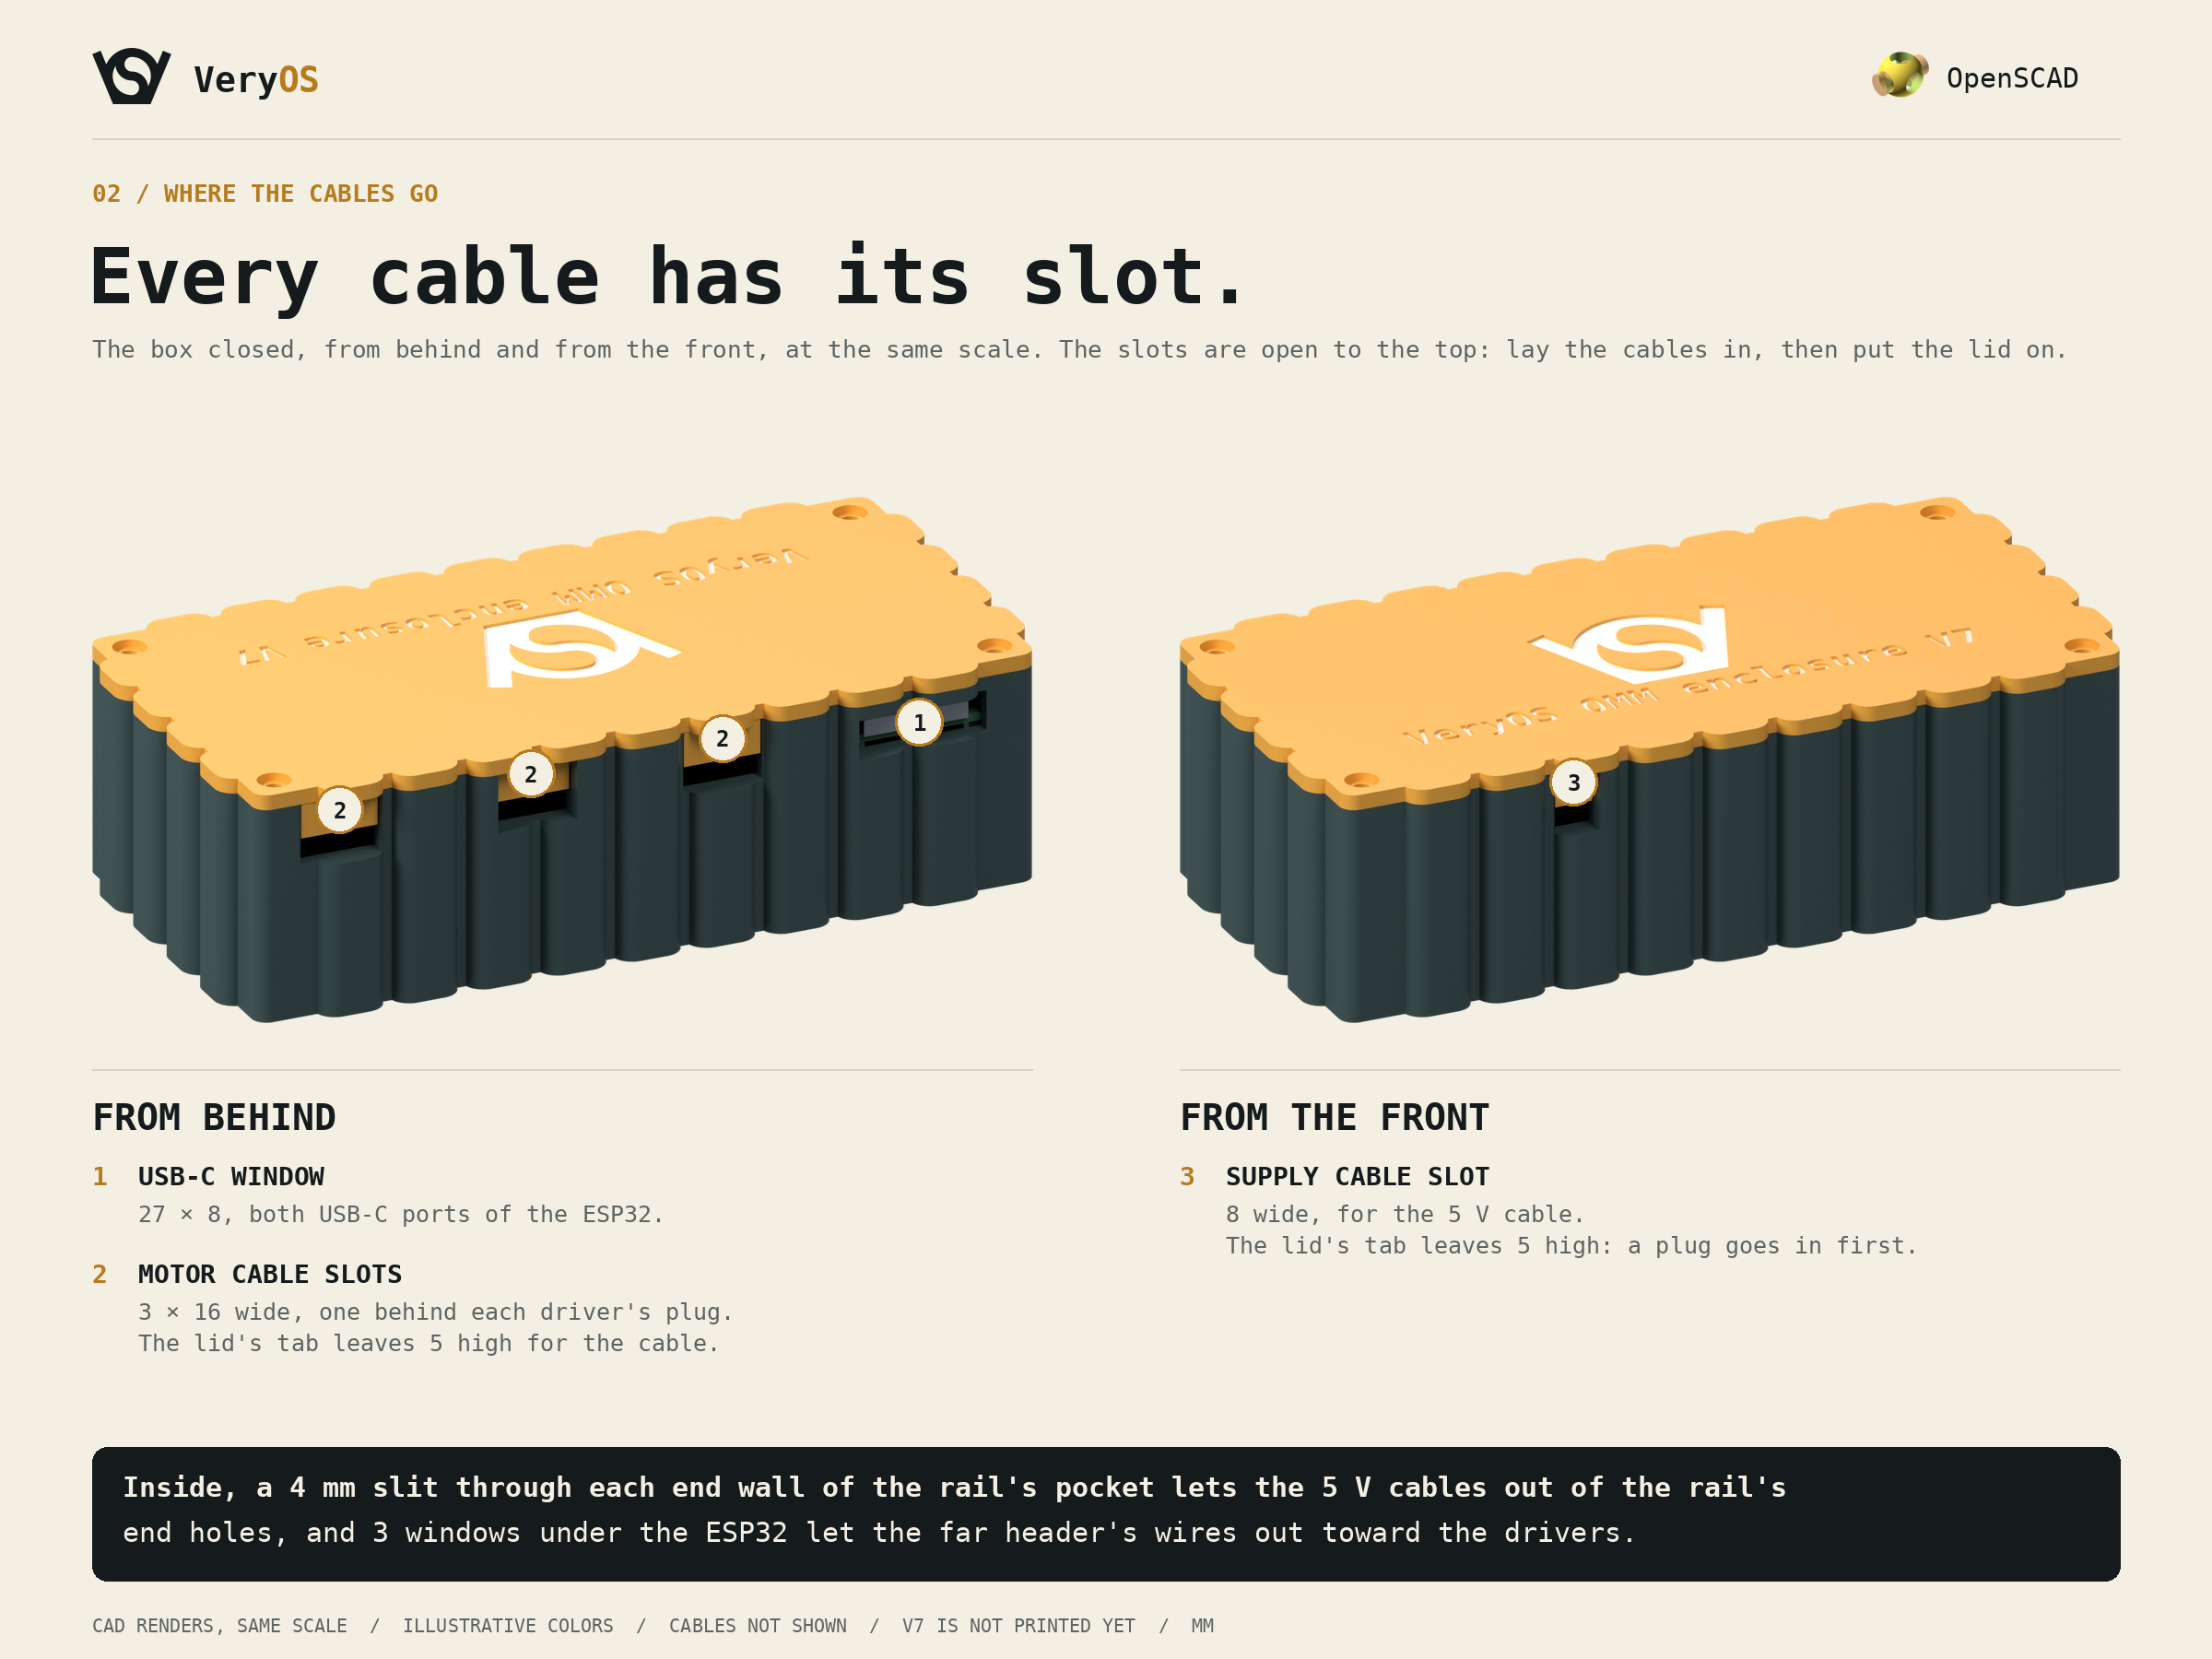 VeryOS
OpenSCAD
02 / WHERE THE CABLES GO
Every cable has its slot.
The box closed, from behind and from the front, at the same scale. The slots are open to the top: lay the cables in, then put the lid on.
VeryOS OMM enclosure V7
1
2
2
2
VeryOS OMM enclosure V7
3
FROM BEHIND
1 USB-C WINDOW
27 × 8, both USB-C ports of the ESP32.
2 MOTOR CABLE SLOTS
3 × 16 wide, one behind each driver's plug.
The lid's tab leaves 5 high for the cable.
FROM THE FRONT
3 SUPPLY CABLE SLOT
8 wide, for the 5 V cable.
The lid's tab leaves 5 high: a plug goes in first.
Inside, a 4 mm slit through each end wall of the rail's pocket lets the 5 V cables out of the rail's
end holes, and 3 windows under the ESP32 let the far header's wires out toward the drivers.
CAD RENDERS, SAME SCALE / ILLUSTRATIVE COLORS / CABLES NOT SHOWN / V7 IS NOT PRINTED YET / MM